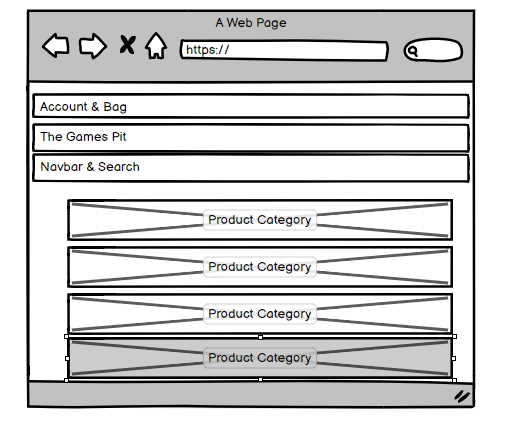 A Web Page
https://
Account & Bag
The Games Pit
Navbar & Search
Product Category
Product Category
Product Category
Product Category